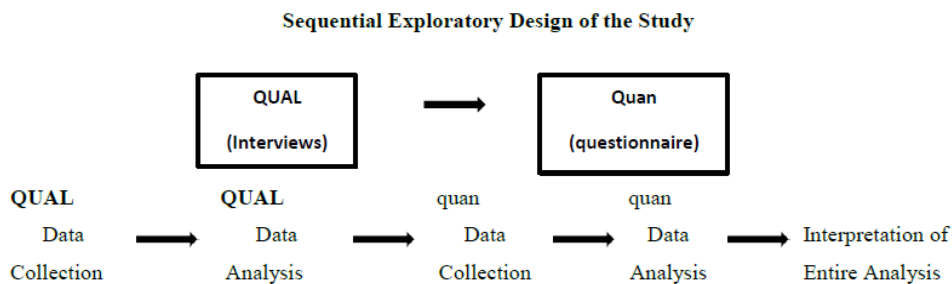 Sequential Exploratory Design of the Study
QUAL
(Interviews)
Quan
(questionnaire)
QUAL
Data
Collection
QUAL
Data
Analysis
quan
Data
Collection
quan
Data
Analysis
Interpretation of
Entire Analysis